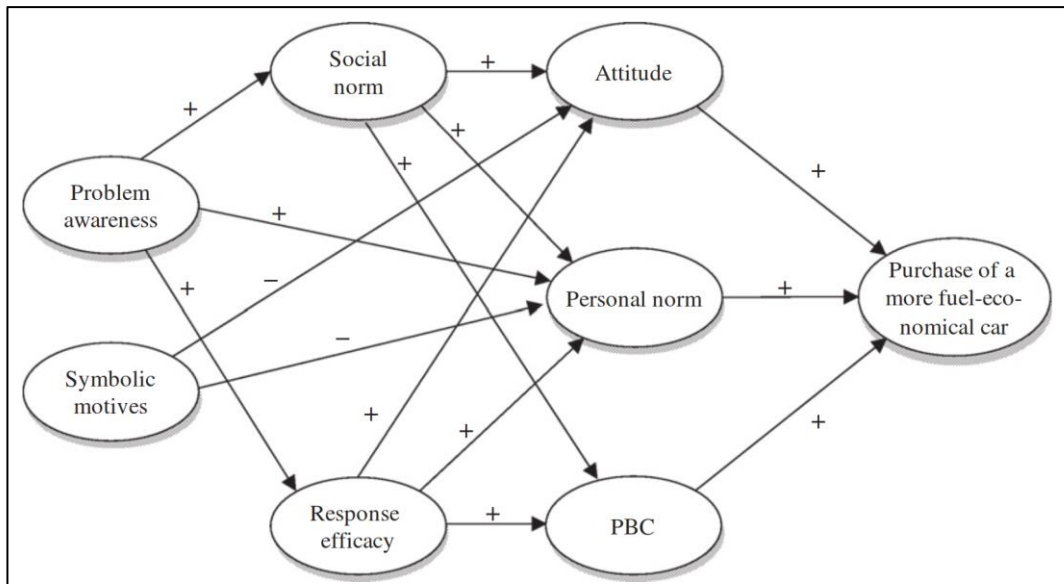 Social
norm
+
Attitude
+
+
+
+
Problem
awareness
+
+
−
Personal norm
+
Purchase of a
more fuel-eco-
nomical car
−
Symbolic
motives
+
+
+
Response
efficacy
+
PBC